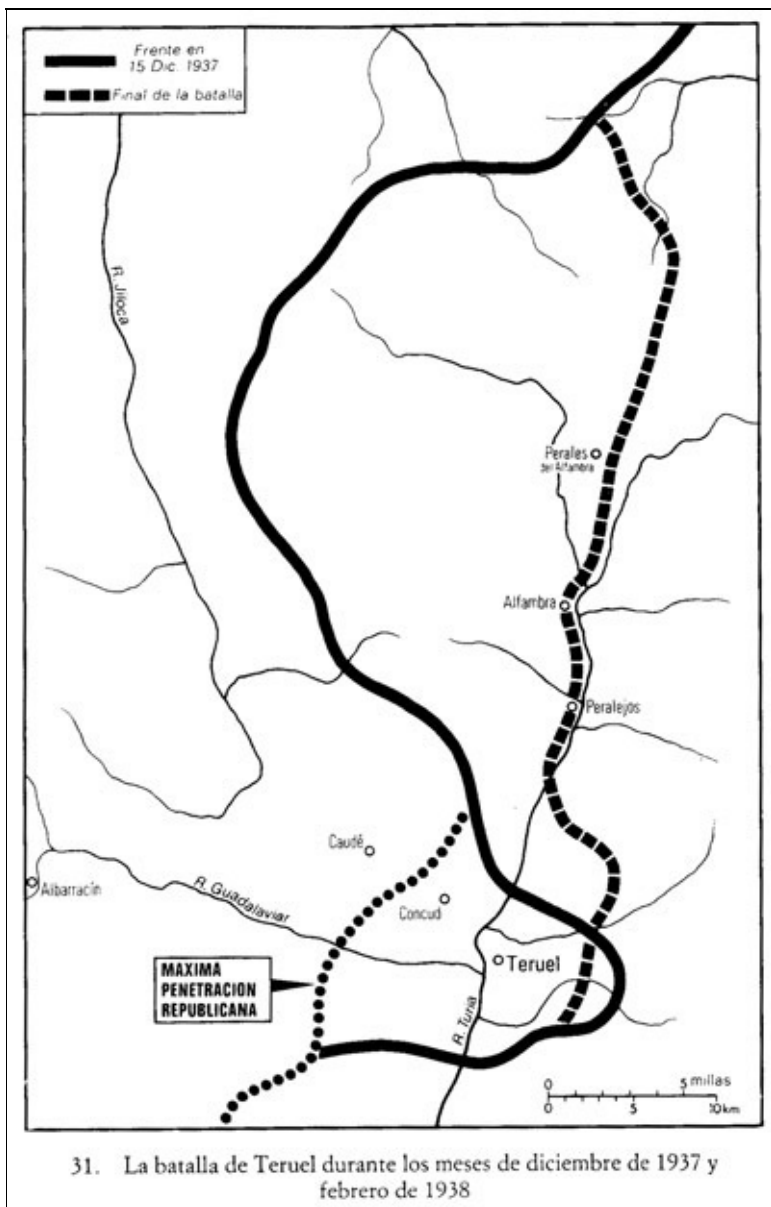 Frente en
15 Dic. 1937
Final de la batalla
R. Jiloca
Perales
del Alfambra
Alfambra
Peralejos
Caudé
Albarracín
R. Guadalaviar
Concud
Teruel
MAXIMA
PENETRACION
REPUBLICANA
R. Turia
0 5 millas
0 5 10 km
31. La batalla de Teruel durante los meses de diciembre de 1937 y
febrero de 1938